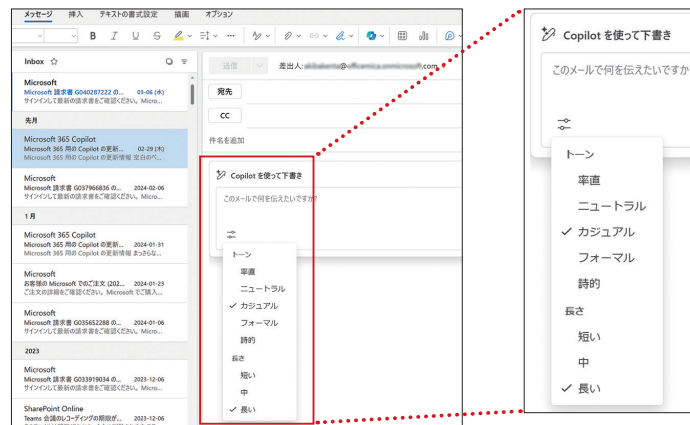 メッセージ 挿入 テキストの書式設定 描画 オプション
B I U S
Inbox
Microsoft
Microsoft 請求書 G040287222 の... 03-06 (水)
サインインして最新の請求書をご確認ください。Micro...
先月
Microsoft 365 Copilot
Microsoft 365 用の Copilot の更新... 02-29 (木)
Microsoft 365 用の Copilot の更新情報 空白のペ...
Microsoft
Microsoft 請求書 G037966836 の... 2024-02-06
サインインして最新の請求書をご確認ください。Micro...
1 月
Microsoft 365 Copilot
Microsoft 365 用の Copilot の更新... 2024-01-31
Microsoft 365 用の Copilot の更新情報 まっさらな...
Microsoft
お客様の Microsoft でのご注文 (202... 2024-01-23
ご注文の詳細をご確認ください。Microsoft でご購入...
Microsoft
Microsoft 請求書 G035652288 の... 2024-01-06
サインインして最新の請求書をご確認ください。Micro...
2023
Microsoft
Microsoft 請求書 G033919034 の... 2023-12-06
サインインして最新の請求書をご確認ください。Micro...
SharePoint Online
Teams 会議のレコーディングの期限が... 2023-12-06
送信
差出人:
宛先
CC
件名を追加
Copilot を使って下書き
このメールで何を伝えたいですか?
トーン
率直
ニュートラル
✓ カジュアル
フォーマル
詩的
長さ
短い
中
✓ 長い
Copilot を使って下書き
このメールで何を伝えたいですか
トーン
率直
ニュートラル
✓ カジュアル
フォーマル
詩的
長さ
短い
中
✓ 長い